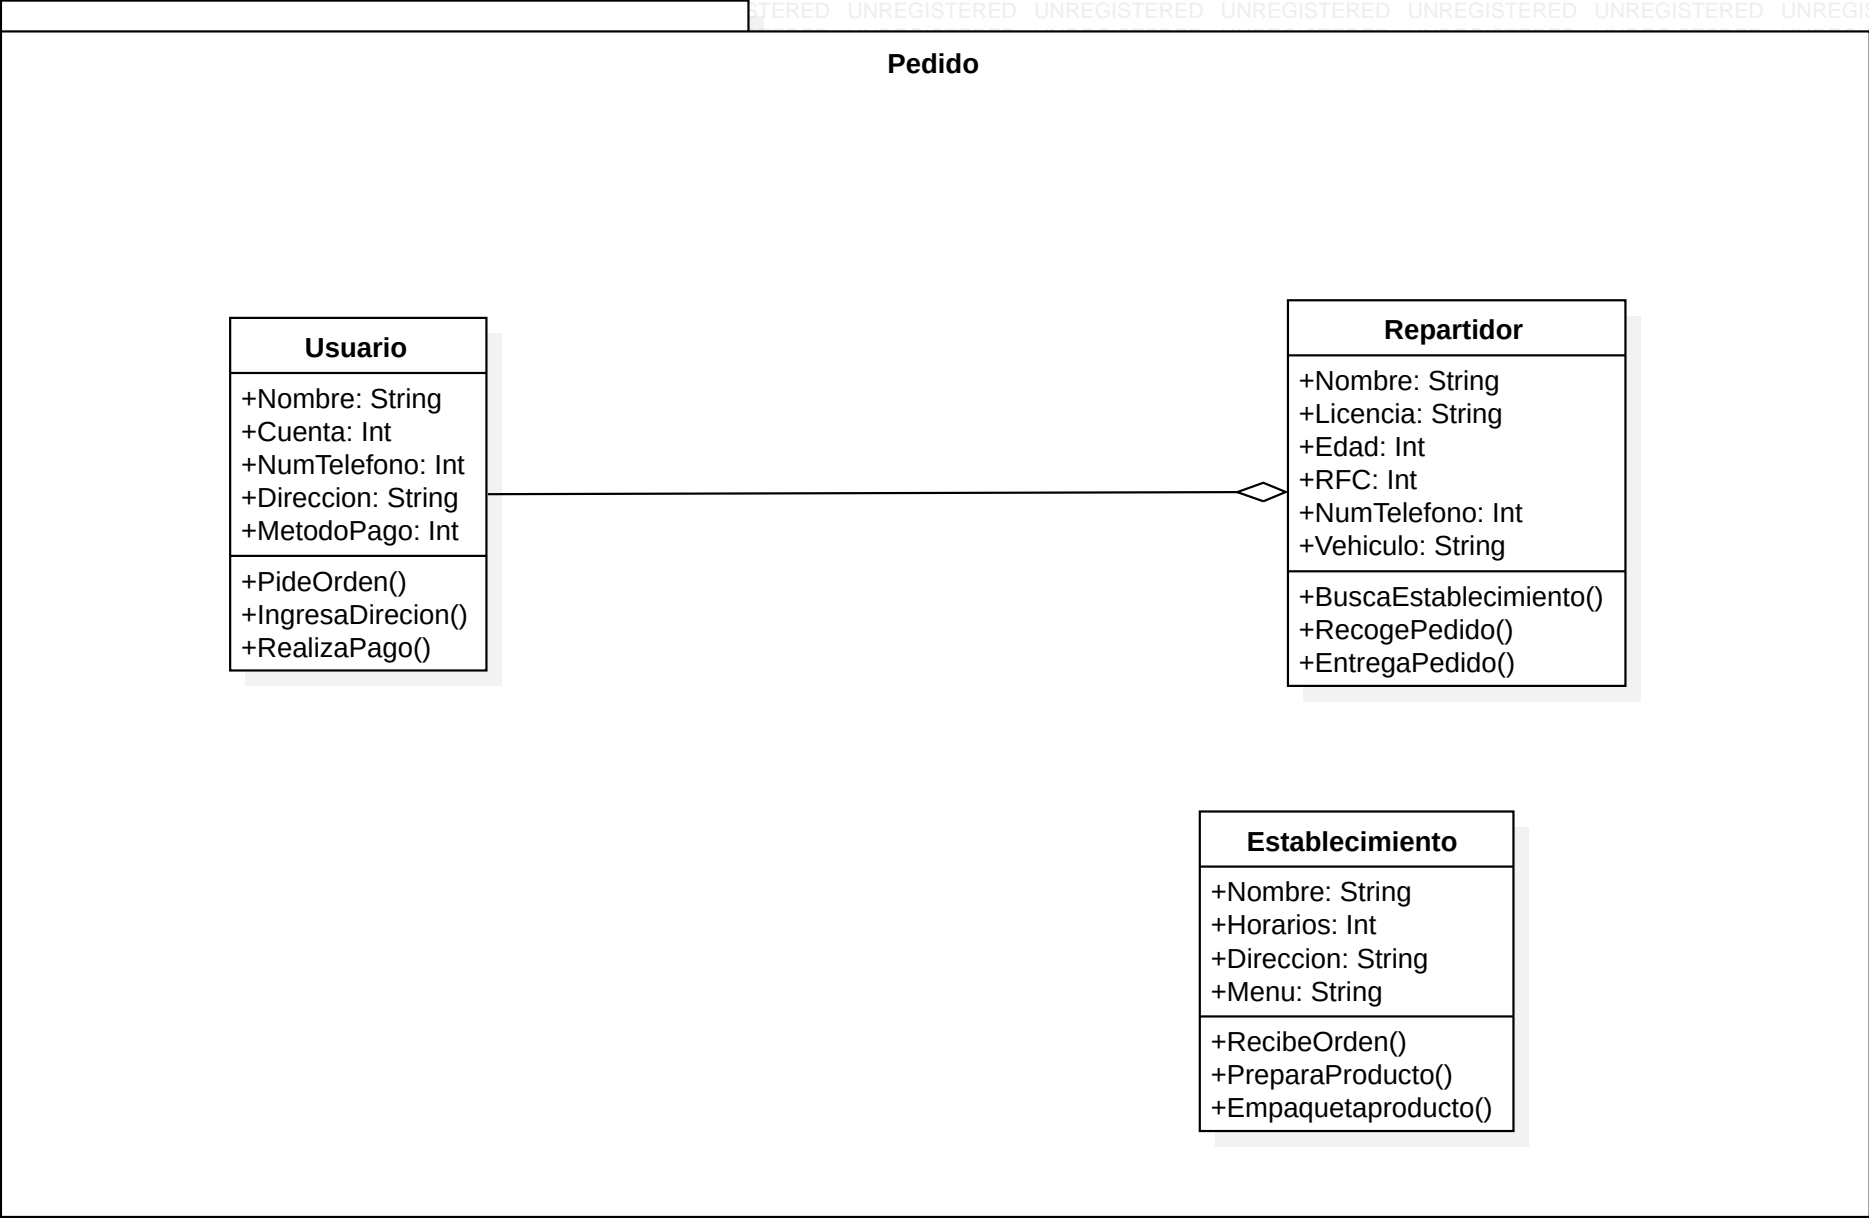 STERED UNREGISTERED UNREGISTERED UNREGISTERED UNREGISTERED UNREGISTERED UNREGIS
Pedido
Usuario
+Nombre: String
+Cuenta: Int
+NumTelefono: Int
+Direccion: String
+MetodoPago: Int
+PideOrden()
+IngresaDirecion()
+RealizaPago()
Repartidor
+Nombre: String
+Licencia: String
+Edad: Int
+RFC: Int
+NumTelefono: Int
+Vehiculo: String
+BuscaEstablecimiento()
+RecogePedido()
+EntregaPedido()
Establecimiento
+Nombre: String
+Horarios: Int
+Direccion: String
+Menu: String
+RecibeOrden()
+PreparaProducto()
+Empaquetaproducto()